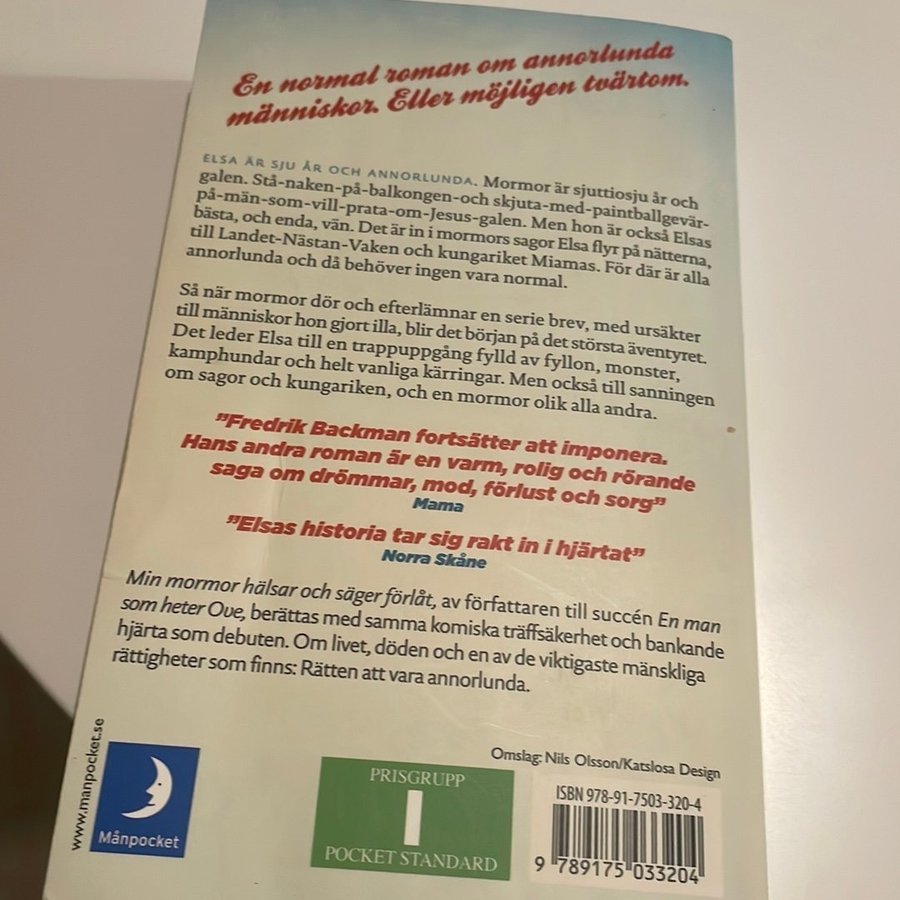 En normal roman om annorlunda
människor. Eller möjligen tvärtom.
ELSA ÄR SJU ÅR OCH ANNORLUNDA. Mormor är sjuttiosju år och
galen. Stå-naken-på-balkongen-och skjuta-med-paintballgevär-
på-män-som-vill-prata-om-Jesus-galen. Men hon är också Elsas
bästa, och enda, vän. Det är in i mormors sagor Elsa flyr på nätterna,
till Landet-Nästan-Vaken och kungariket Miamas. För där är alla
annorlunda och då behöver ingen vara normal.
Så när mormor dör och efterlämnar en serie brev, med ursäkter
till människor hon gjort illa, blir det början på det största äventyret.
Det leder Elsa till en trappuppgång fylld av fyllon, monster,
kamphundar och helt vanliga kärringar. Men också till sanningen
om sagor och kungariken, och en mormor olik alla andra.
”Fredrik Backman fortsätter att imponera.
Hans andra roman är en varm, rolig och rörande
saga om drömmar, mod, förlust och sorg”
Mama
”Elsas historia tar sig rakt in i hjärtat”
Norra Skåne
Min mormor hälsar och säger förlåt, av författaren till succén En man
som heter Ove, berättas med samma komiska träffsäkerhet och bankande
hjärta som debuten. Om livet, döden och en av de viktigaste mänskliga
rättigheter som finns: Rätten att vara annorlunda.
Omslag: Nils Olsson/Katslosa Design
www.manpocket.se
Månpocket
PRISGRUPP
1
POCKET STANDARD
ISBN 978-91-7503-320-4
9 789175 033204